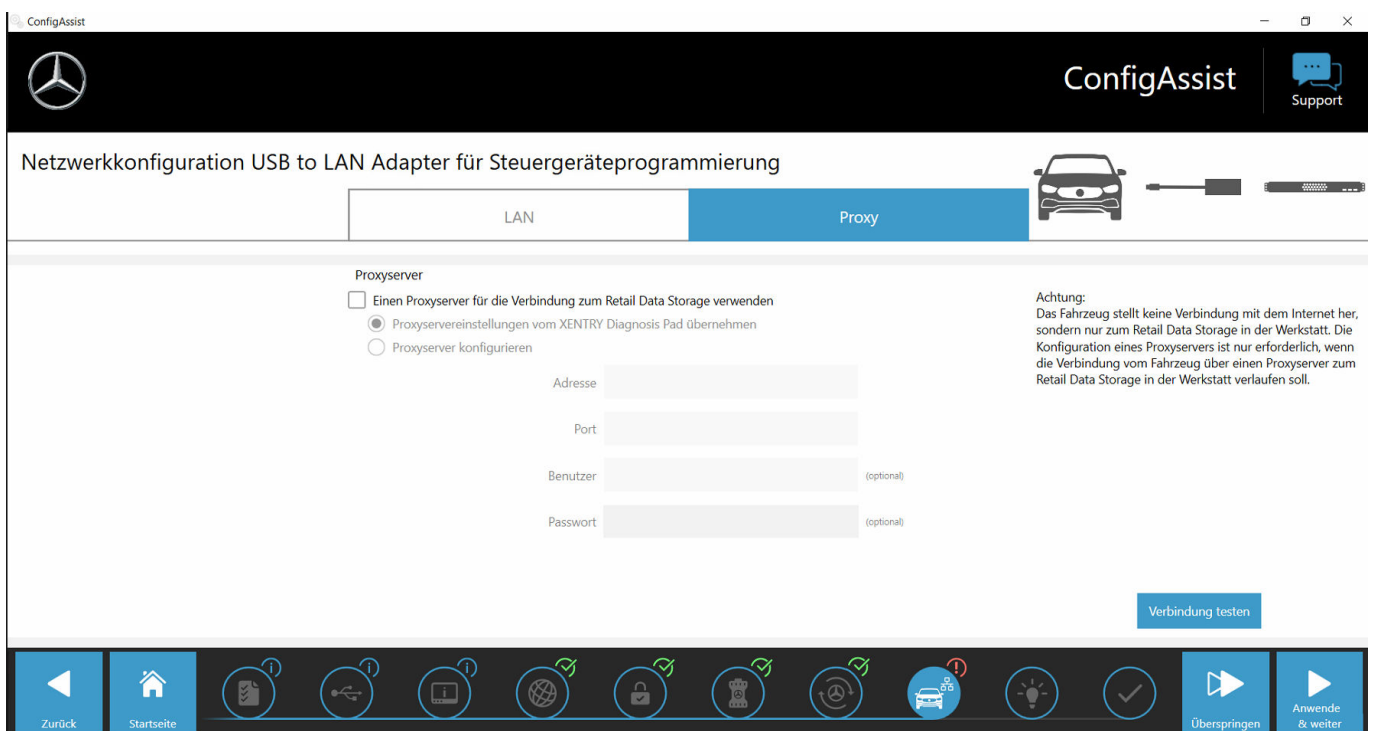 ConfigAssist
ConfigAssist
Support
Netzwerkkonfiguration USB to LAN Adapter für Steuergeräteprogrammierung
LAN
Proxy
Proxyserver
Einen Proxyserver für die Verbindung zum Retail Data Storage verwenden
Proxyservereinstellungen vom XENTRY Diagnosis Pad übernehmen
Proxyserver konfigurieren
Adresse
Port
Benutzer
(optional)
Passwort
(optional)
Achtung:
Das Fahrzeug stellt keine Verbindung mit dem Internet her,
sondern nur zum Retail Data Storage in der Werkstatt. Die
Konfiguration eines Proxyservers ist nur erforderlich, wenn
die Verbindung vom Fahrzeug über einen Proxyserver zum
Retail Data Storage in der Werkstatt verlaufen soll.
Verbindung testen
Zurück
Startseite
Überspringen
Anwende
& weiter